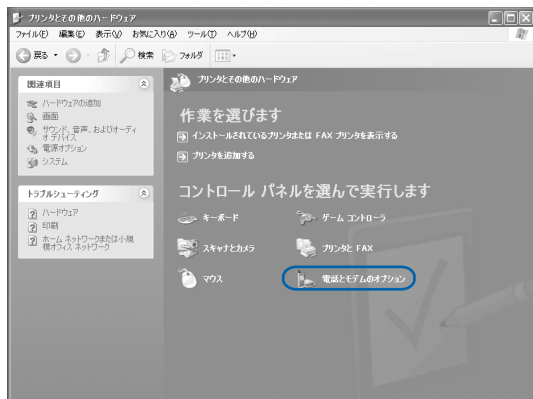 プリンタとその他のハードウェア
ファイル(F) 編集(E) 表示(V) お気に入り(A) ツール(T) ヘルプ(H)
戻る 検索 フォルダ
関連項目
ハードウェアの追加
画面
サウンド、音声、およびオーディ
オ デバイス
電源オプション
システム
トラブルシューティング
ハードウェア
印刷
ホーム ネットワークまたは小規
模オフィス ネットワーク
プリンタとその他のハードウェア
作業を選びます
インストールされているプリンタまたは FAX プリンタを表示する
プリンタを追加する
コントロール パネルを選んで実行します
キーボード
ゲーム コントローラ
スキャナとカメラ
プリンタと FAX
マウス
電話とモデムのオプション